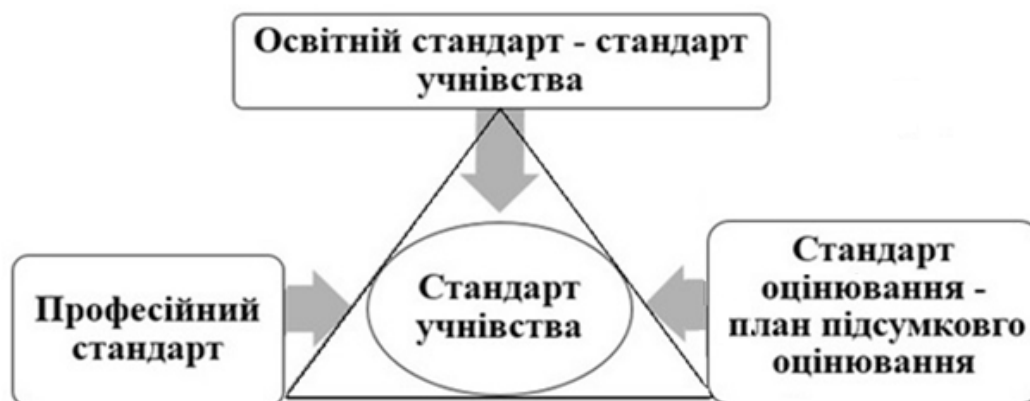 Освітній стандарт - стандарт
учнівства
Професійний
стандарт
Стандарт
учнівства
Стандарт
оцінювання -
план підсумкового
оцінювання